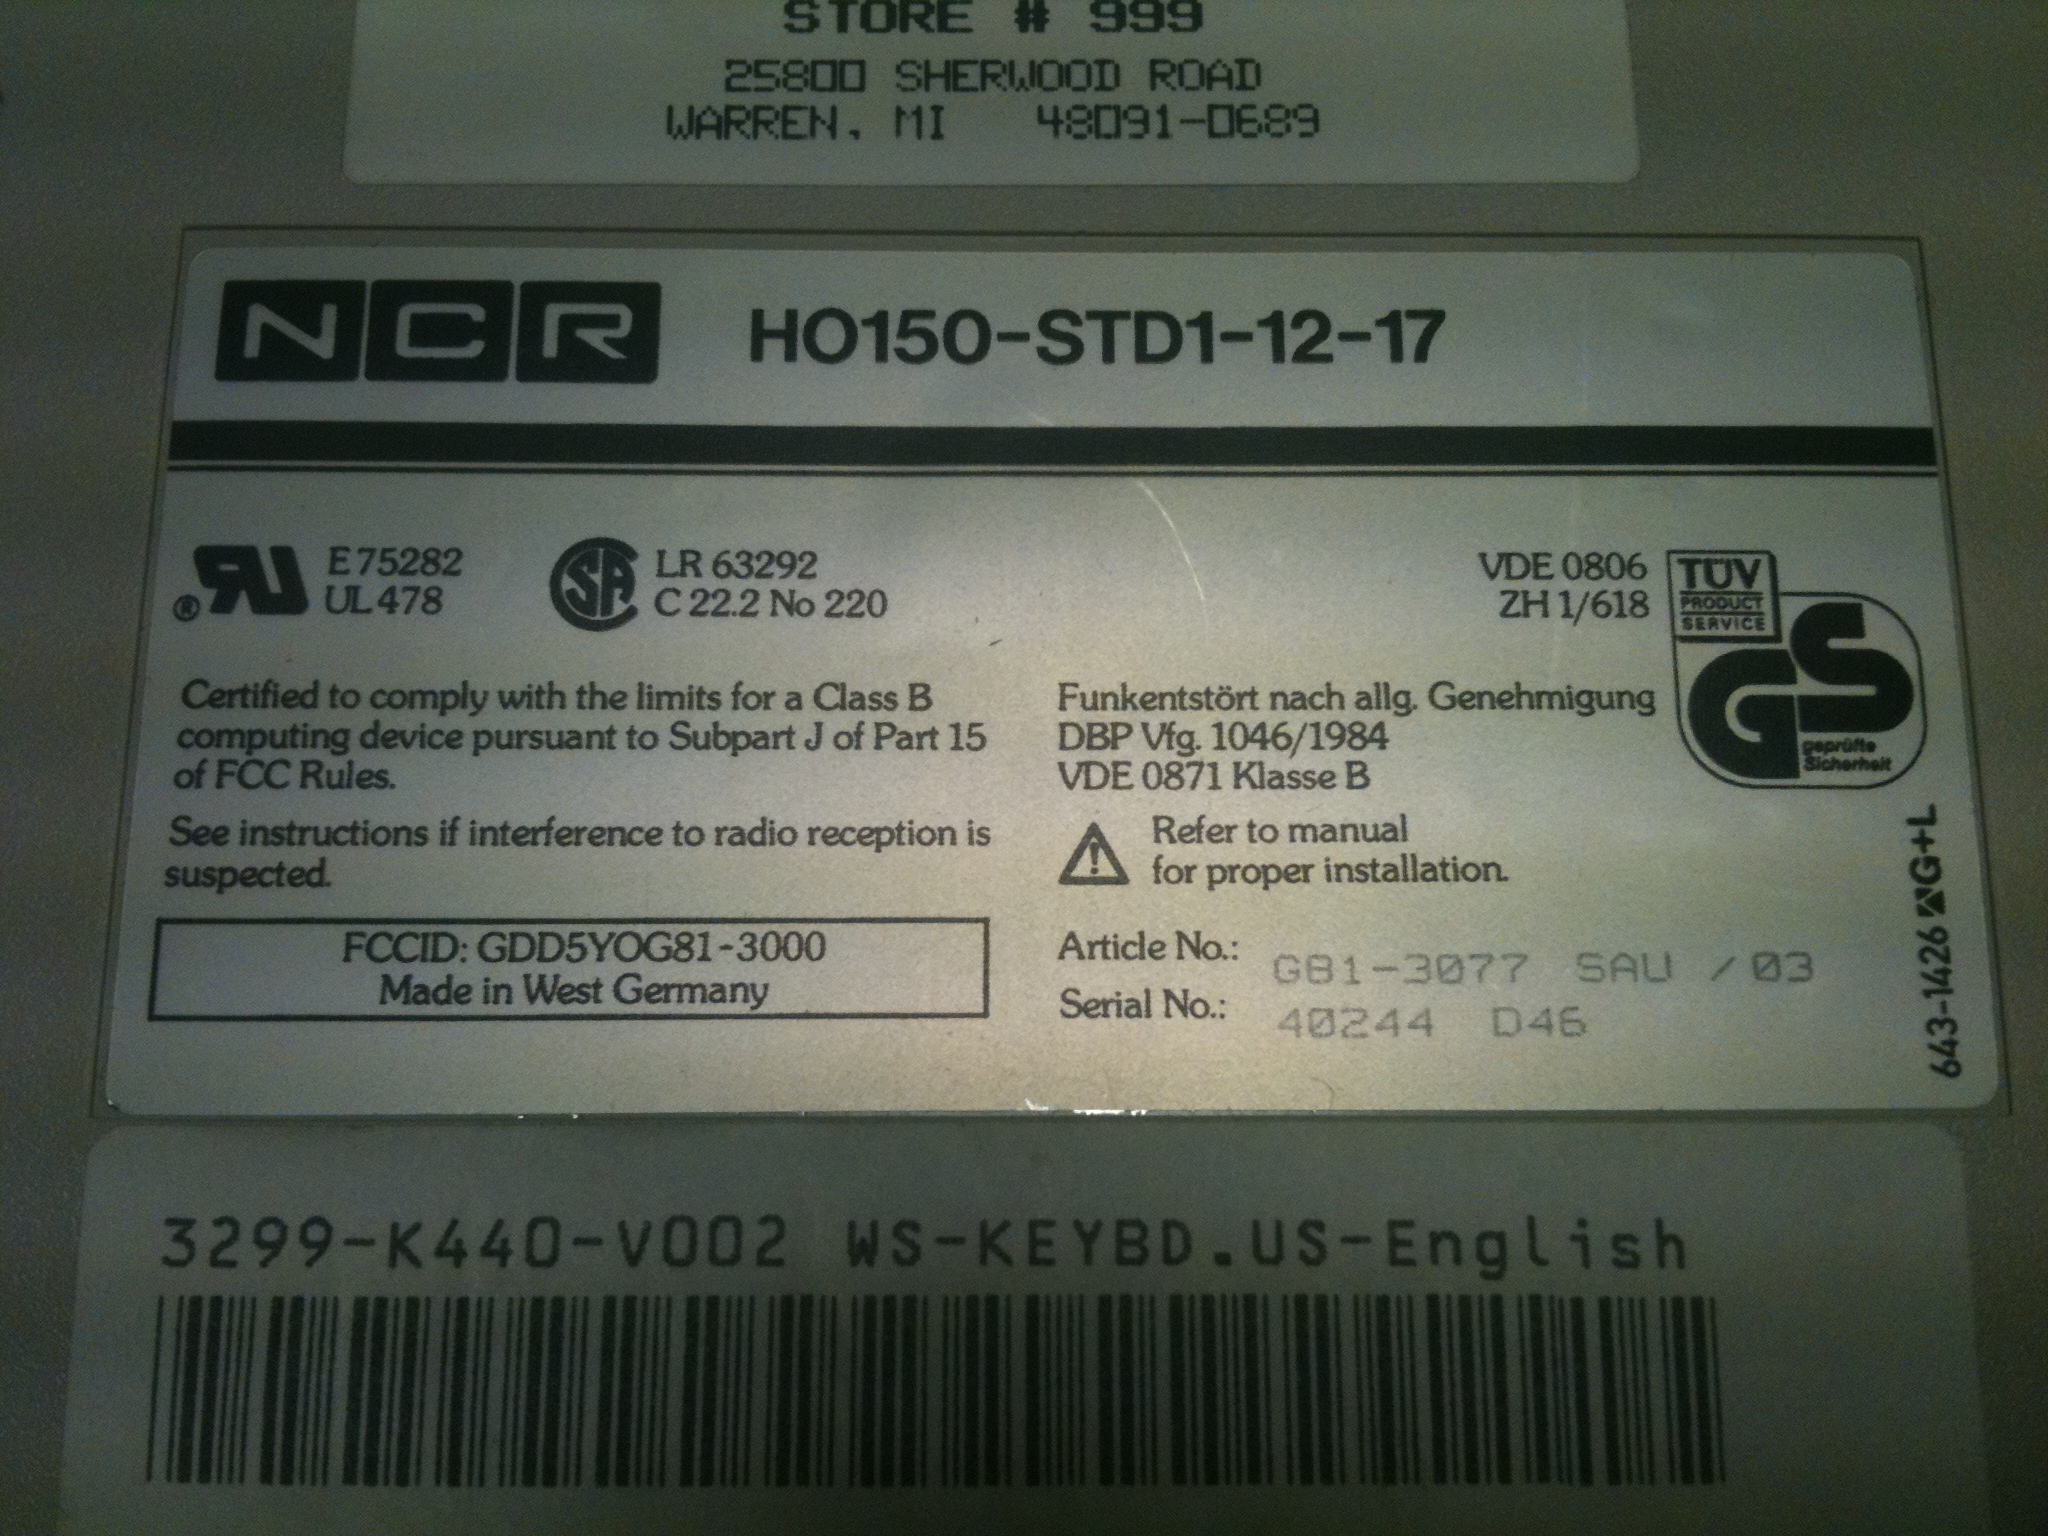 STORE # 999
25800 SHERWOOD ROAD
WARREN, MI 48091-0689
NCR HO150-STD1-12-17
® RU E 75282
UL 478
SA LR 63292
C 22.2 No 220
VDE 0806
ZH 1/618
TÜV
PRODUCT
SERVICE
GS
geprüfte
Sicherheit
Certified to comply with the limits for a Class B
computing device pursuant to Subpart J of Part 15
of FCC Rules.
See instructions if interference to radio reception is
suspected.
Funkentstört nach allg. Genehmigung
DBP Vfg. 1046/1984
VDE 0871 Klasse B
! Refer to manual
for proper installation.
FCCID: GDD5YOG81-3000
Made in West Germany
Article No.: G81-3077 SAU /03
Serial No.: 40244 D46
643-1426 G+L
3299-K440-V002 WS-KEYBD.US-English